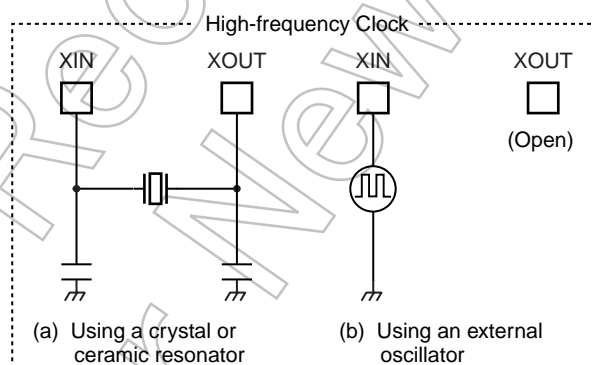 High-frequency Clock
XIN XOUT XIN XOUT
(Open)
(a) Using a crystal or
ceramic resonator
(b) Using an external
oscillator